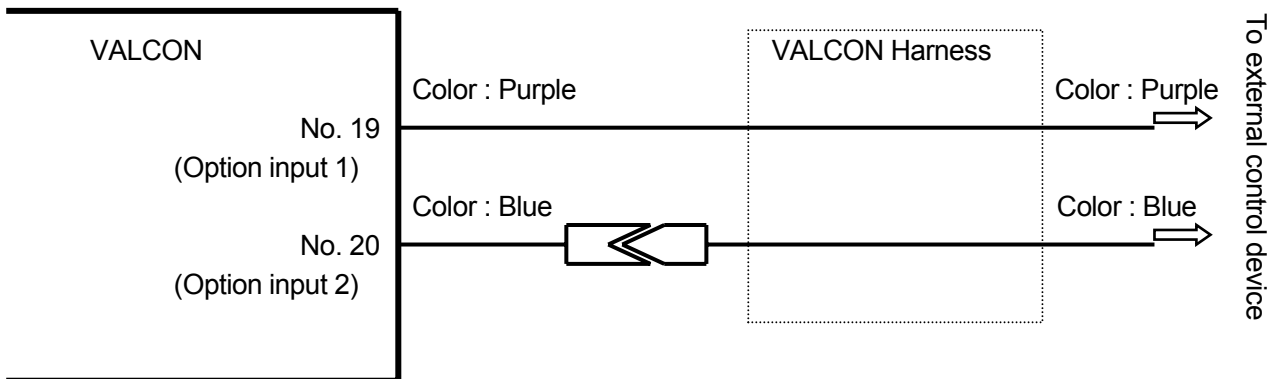 VALCON
VALCON Harness
Color : Purple
Color : Purple
No. 19
(Option input 1)
Color : Blue
Color : Blue
No. 20
(Option input 2)
To external control device